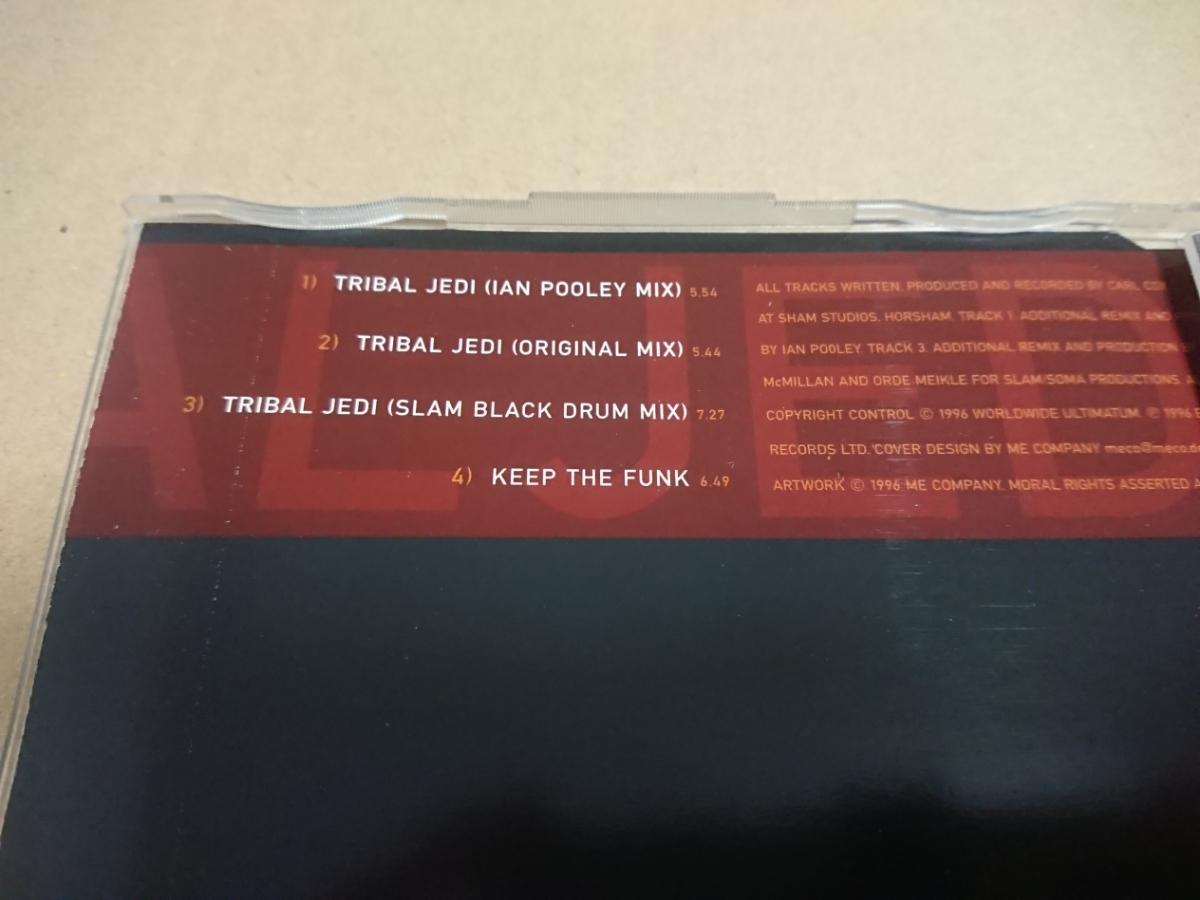 AL JED
1) TRIBAL JEDI (IAN POOLEY MIX) 5.54
2) TRIBAL JEDI (ORIGINAL MIX) 5.44
3) TRIBAL JEDI (SLAM BLACK DRUM MIX) 7.27
4) KEEP THE FUNK 6.49
ALL TRACKS WRITTEN, PRODUCED AND RECORDED BY CARL
AT SHAM STUDIOS, HORSHAM. TRACK 1 ADDITIONAL REMIX AND
BY IAN POOLEY. TRACK 3. ADDITIONAL REMIX AND PRODUCTION
McMILLAN AND ORDE MEIKLE FOR SLAM/SOMA PRODUCTIONS.
COPYRIGHT CONTROL © 1996 WORLDWIDE ULTIMATUM. ℗ 1996
RECORDS LTD. COVER DESIGN BY ME COMPANY
ARTWORK © 1996 ME COMPANY. MORAL RIGHTS ASSERTED